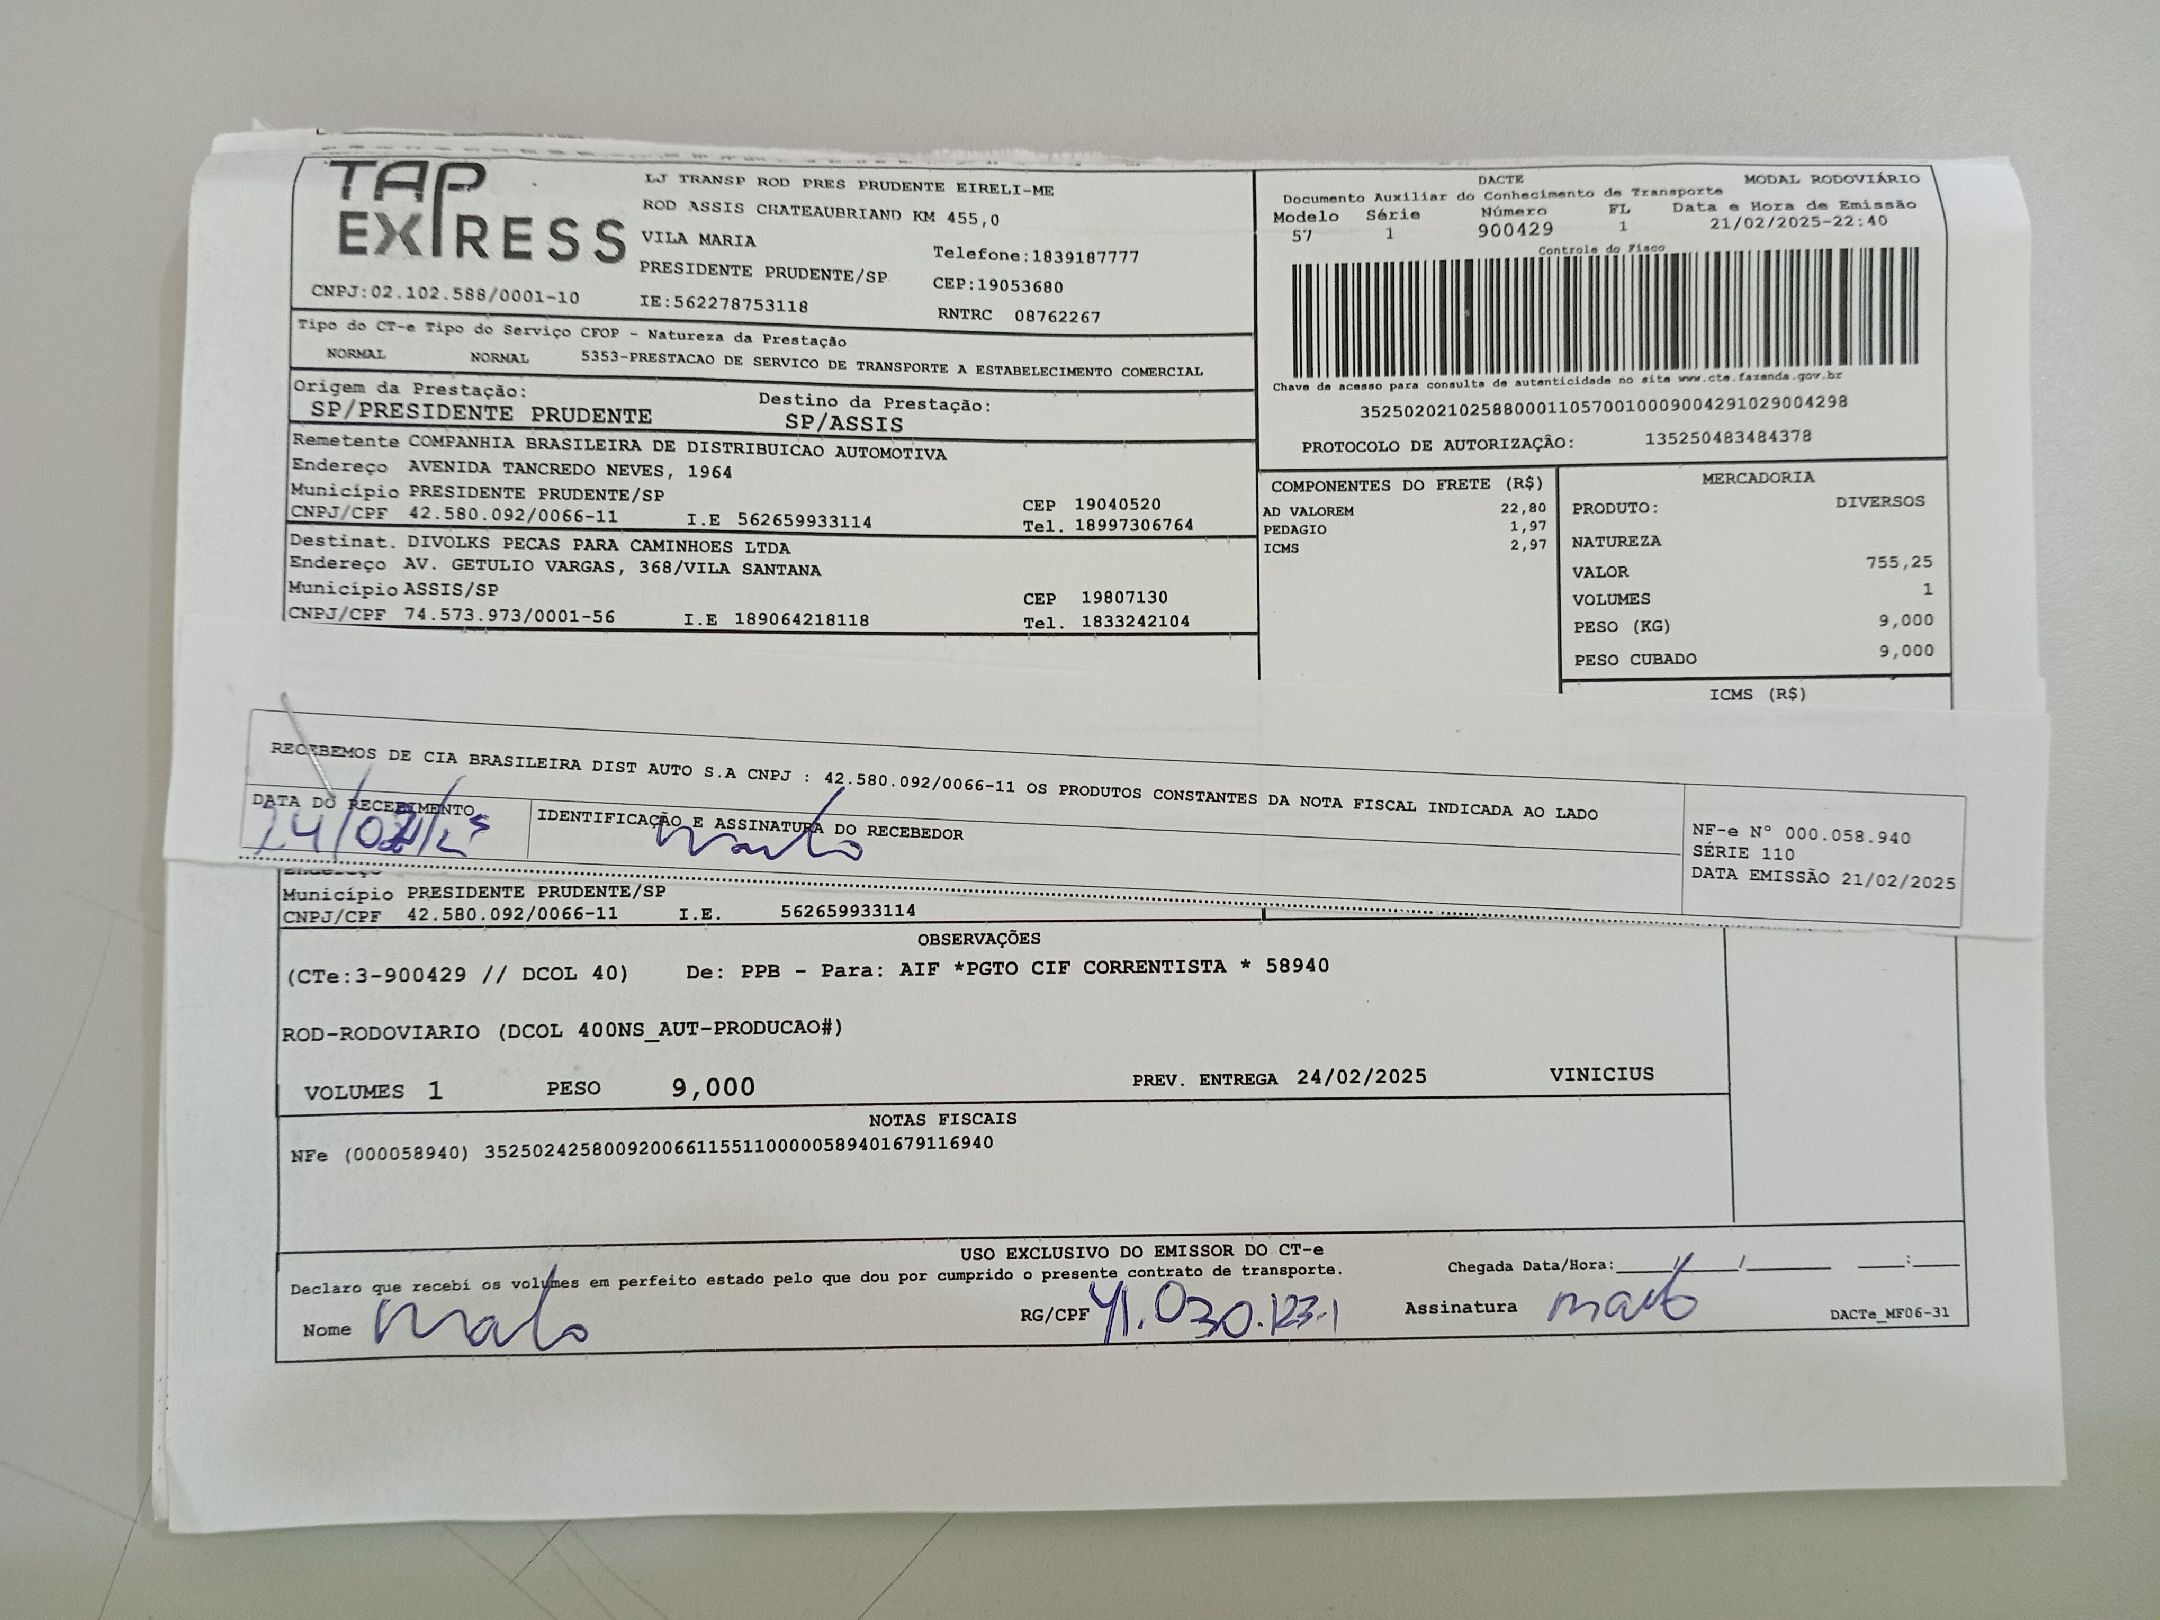 TAP EXPRESS
LJ TRANSP ROD PRES PRUDENTE EIRELI-ME
ROD ASSIS CHATEAUBRIAND KM 455,0
VILA MARIA
Telefone:1839187777
PRESIDENTE PRUDENTE/SP
CEP:19053680
CNPJ:02.102.588/0001-10
IE:562278753118
RNTRC 08762267
DACTE
MODAL RODOVIÁRIO
Documento Auxiliar do Conhecimento de Transporte
Modelo Série Número FL Data e Hora de Emissão
57 1 900429 1 21/02/2025-22:40
Controle do Fisco
Chave de acesso para consulta de autenticidade no site www.cte.fazenda.gov.br
35250202102588000110570010009004291029004298
PROTOCOLO DE AUTORIZAÇÃO: 135250483484378
Tipo do CT-e Tipo do Serviço CFOP - Natureza da Prestação
NORMAL NORMAL 5353-PRESTACAO DE SERVICO DE TRANSPORTE A ESTABELECIMENTO COMERCIAL
Origem da Prestação:
SP/PRESIDENTE PRUDENTE
Destino da Prestação:
SP/ASSIS
Remetente COMPANHIA BRASILEIRA DE DISTRIBUICAO AUTOMOTIVA
Endereço AVENIDA TANCREDO NEVES, 1964
Município PRESIDENTE PRUDENTE/SP CEP 19040520
CNPJ/CPF 42.580.092/0066-11 I.E 562659933114 Tel. 18997306764
Destinat. DIVOLKS PECAS PARA CAMINHOES LTDA
Endereço AV. GETULIO VARGAS, 368/VILA SANTANA
Município ASSIS/SP CEP 19807130
CNPJ/CPF 74.573.973/0001-56 I.E 189064218118 Tel. 1833242104
COMPONENTES DO FRETE (R$)
AD VALOREM 22,80
PEDAGIO 1,97
ICMS 2,97
MERCADORIA
PRODUTO: DIVERSOS
NATUREZA
VALOR 755,25
VOLUMES 1
PESO (KG) 9,000
PESO CUBADO 9,000
ICMS (R$)
RECEBEMOS DE CIA BRASILEIRA DIST AUTO S.A CNPJ : 42.580.092/0066-11 OS PRODUTOS CONSTANTES DA NOTA FISCAL INDICADA AO LADO
DATA DO RECEBIMENTO
IDENTIFICAÇÃO E ASSINATURA DO RECEBEDOR
NF-e N° 000.058.940
SÉRIE 110
DATA EMISSÃO 21/02/2025
Município PRESIDENTE PRUDENTE/SP
CNPJ/CPF 42.580.092/0066-11 I.E. 562659933114
OBSERVAÇÕES
(CTe:3-900429 // DCOL 40) De: PPB - Para: AIF *PGTO CIF CORRENTISTA * 58940
ROD-RODOVIARIO (DCOL 400NS_AUT-PRODUCAO#)
VOLUMES 1 PESO 9,000 PREV. ENTREGA 24/02/2025 VINICIUS
NOTAS FISCAIS
NFe (000058940) 35250242580092006611551100000589401679116940
USO EXCLUSIVO DO EMISSOR DO CT-e
Declaro que recebi os volumes em perfeito estado pelo que dou por cumprido o presente contrato de transporte.
Chegada Data/Hora:
Nome
RG/CPF 41.030.123-1
Assinatura
DACTe_MF06-31